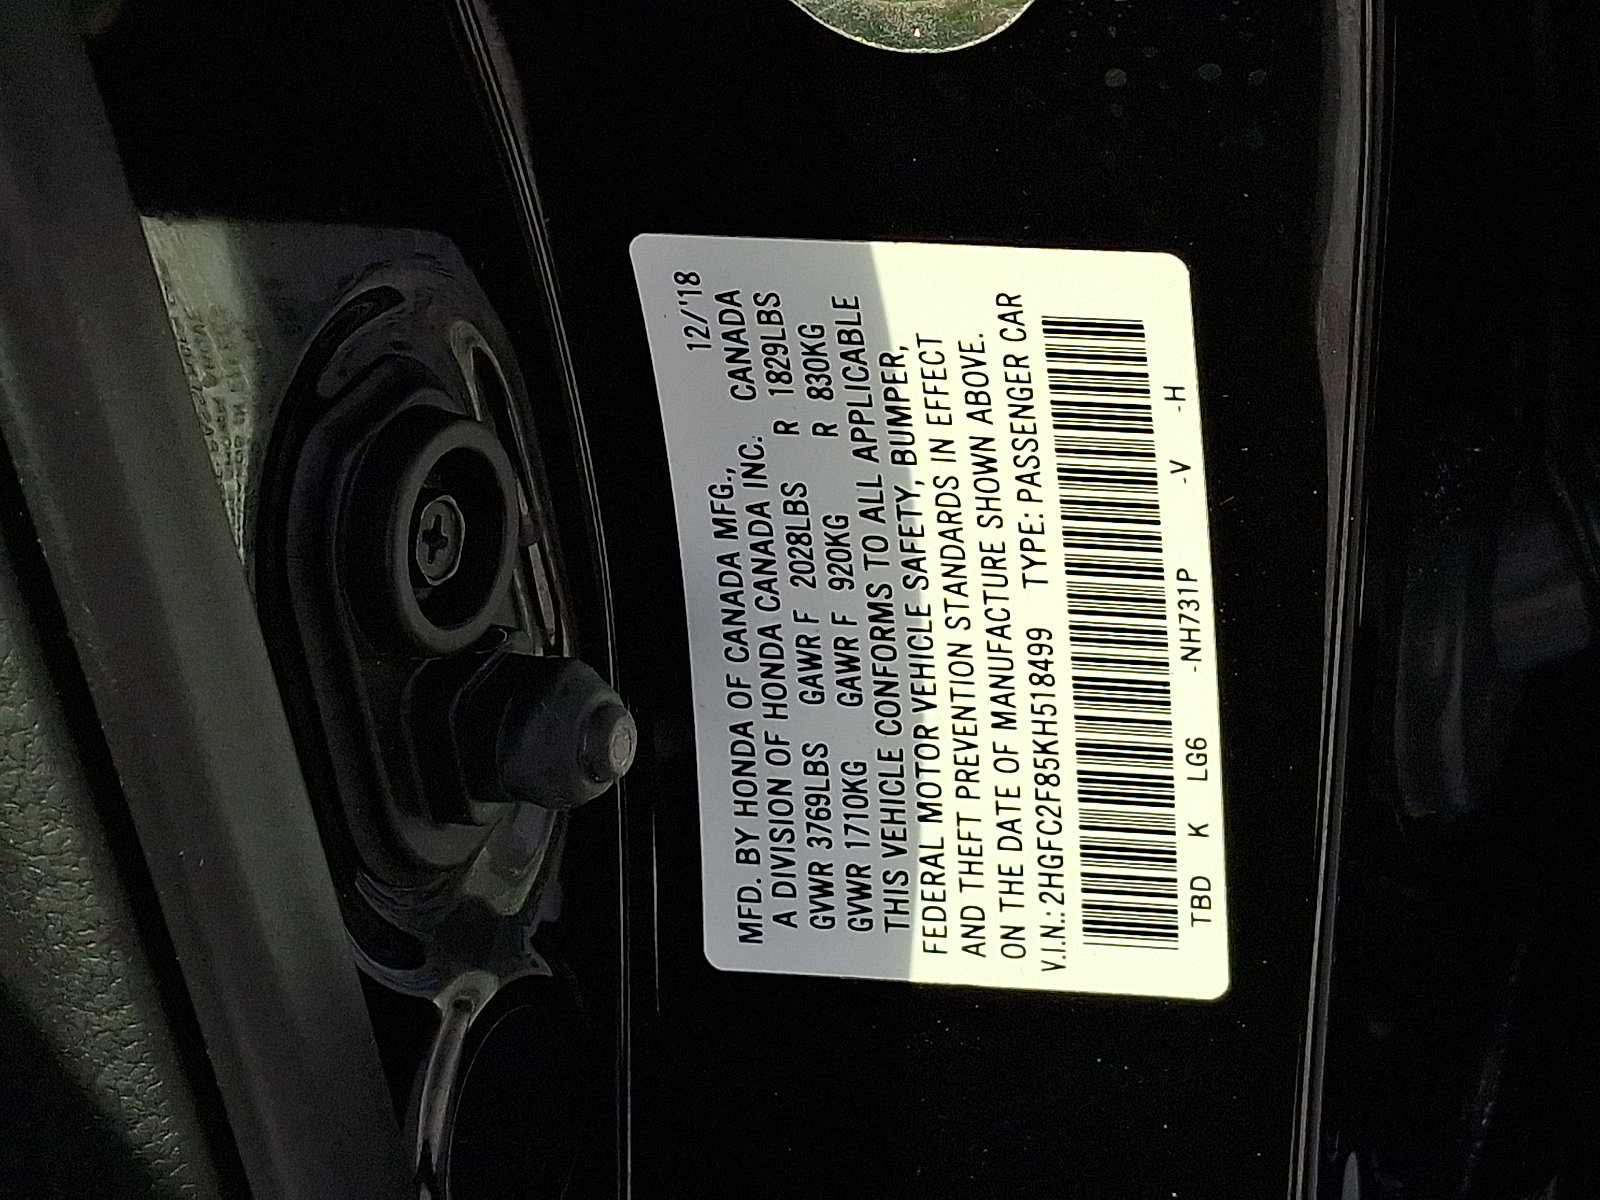 12/'18
MFD. BY HONDA OF CANADA MFG., CANADA
A DIVISION OF HONDA CANADA INC.
GVWR 3769LBS GAWR F 2028LBS R 1829LBS
GVWR 1710KG GAWR F 920KG R 830KG
THIS VEHICLE CONFORMS TO ALL APPLICABLE
FEDERAL MOTOR VEHICLE SAFETY, BUMPER,
AND THEFT PREVENTION STANDARDS IN EFFECT
ON THE DATE OF MANUFACTURE SHOWN ABOVE.
V.I.N.: 2HGFC2F85KH518499 TYPE: PASSENGER CAR
TBD K LG6 -NH731P -V -H